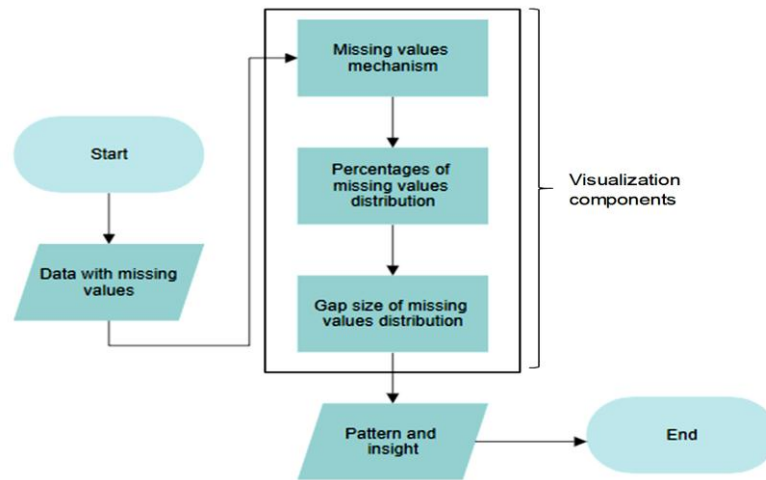 Start
Data with missing
values
Missing values
mechanism
Percentages of
missing values
distribution
Gap size of missing
values distribution
Visualization
components
Pattern and
insight
End